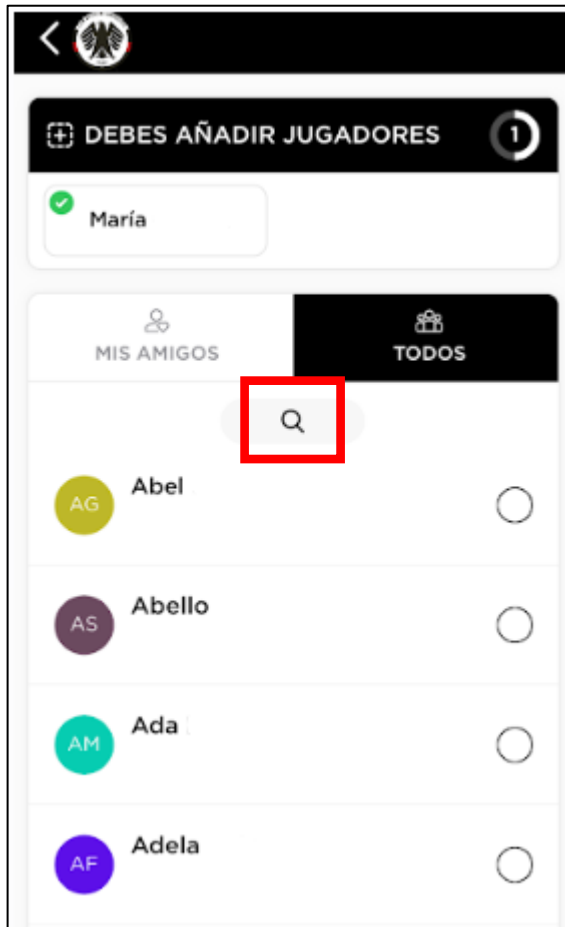 DEBES AÑADIR JUGADORES 1
María
MIS AMIGOS TODOS
AG Abel
AS Abello
AM Ada
AF Adela